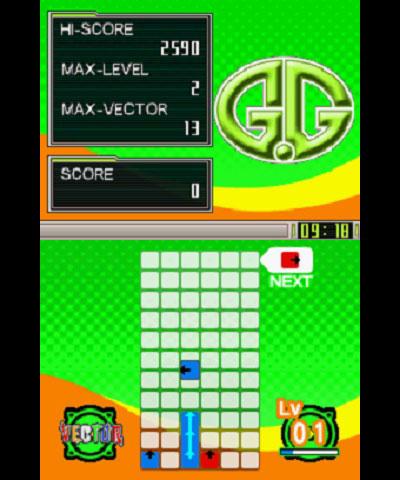 HI-SCORE
2590
MAX-LEVEL
2
MAX-VECTOR
13
G.G
SCORE
0
09:18
NEXT
VECTOR
Lv
01